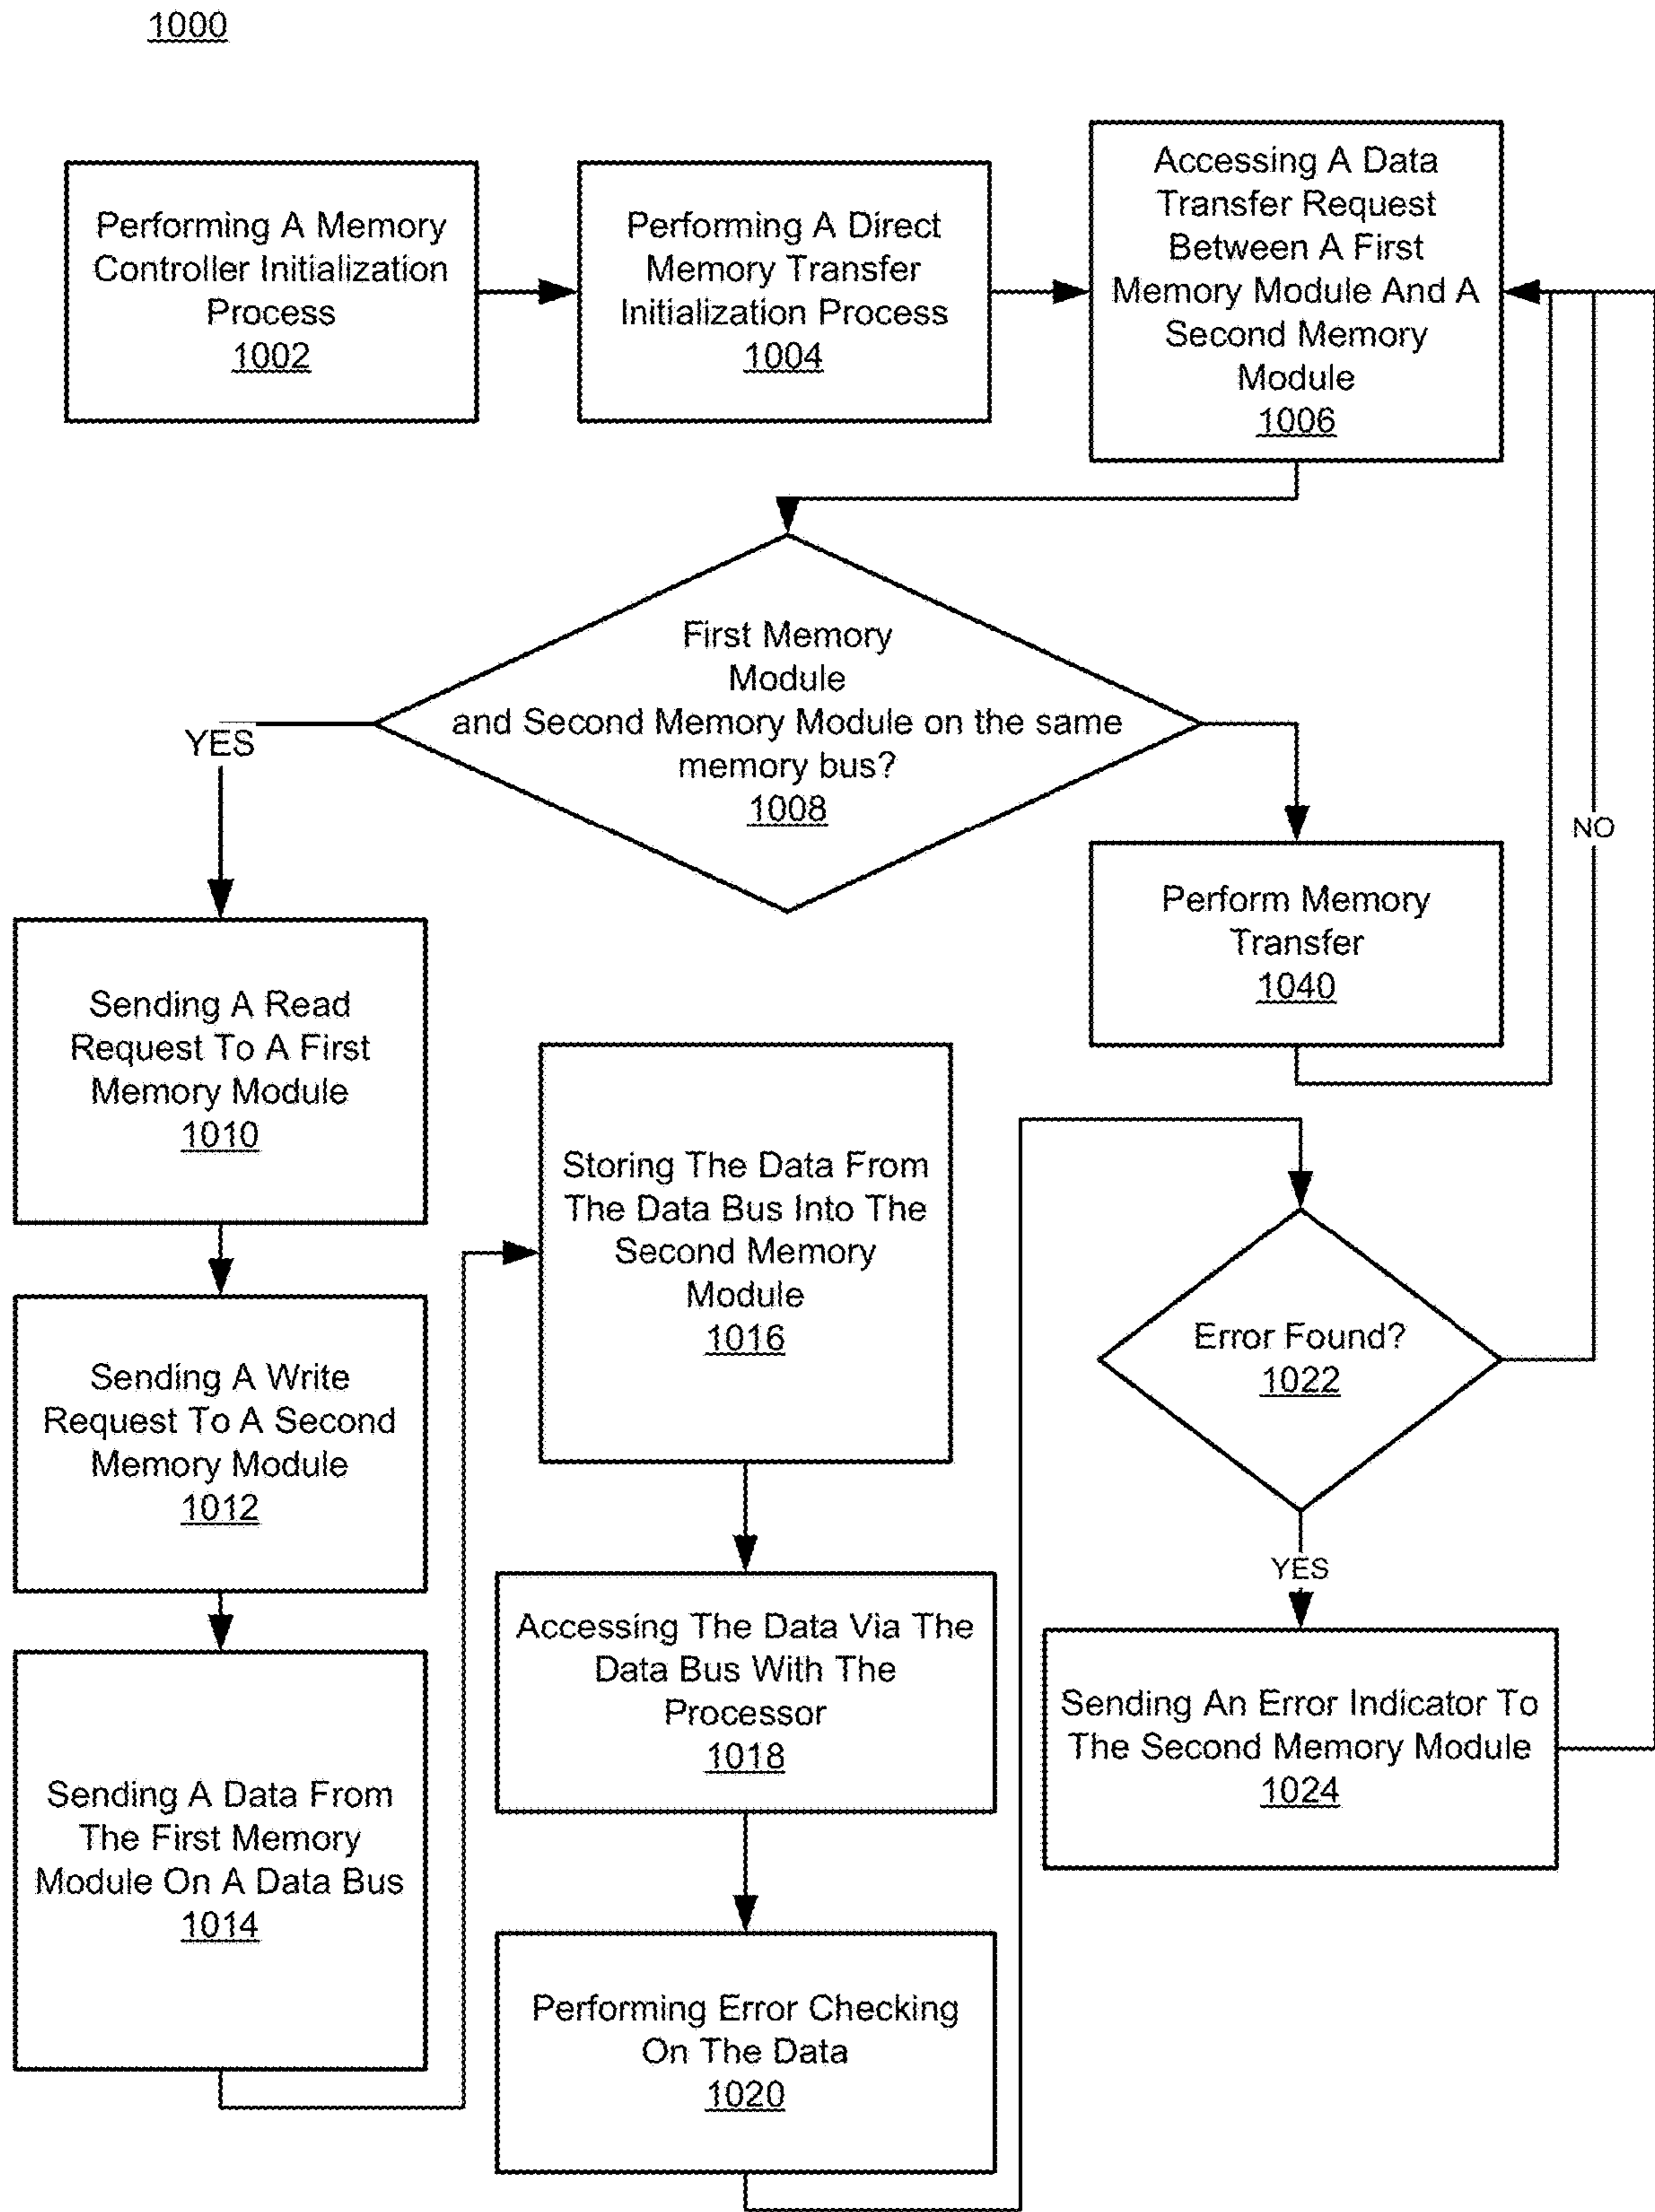 1000
Performing A Memory
Controller Initialization
Process
1002
Performing A Direct
Memory Transfer
Initialization Process
1004
Accessing A Data
Transfer Request
Between A First
Memory Module And A
Second Memory
Module
1006
First Memory
Module
and Second Memory Module on the same
memory bus?
1008
YES
NO
Perform Memory
Transfer
1040
Sending A Read
Request To A First
Memory Module
1010
Sending A Write
Request To A Second
Memory Module
1012
Sending A Data From
The First Memory
Module On A Data Bus
1014
Storing The Data From
The Data Bus Into The
Second Memory
Module
1016
Accessing The Data Via The
Data Bus With The
Processor
1018
Performing Error Checking
On The Data
1020
Error Found?
1022
YES
Sending An Error Indicator To
The Second Memory Module
1024